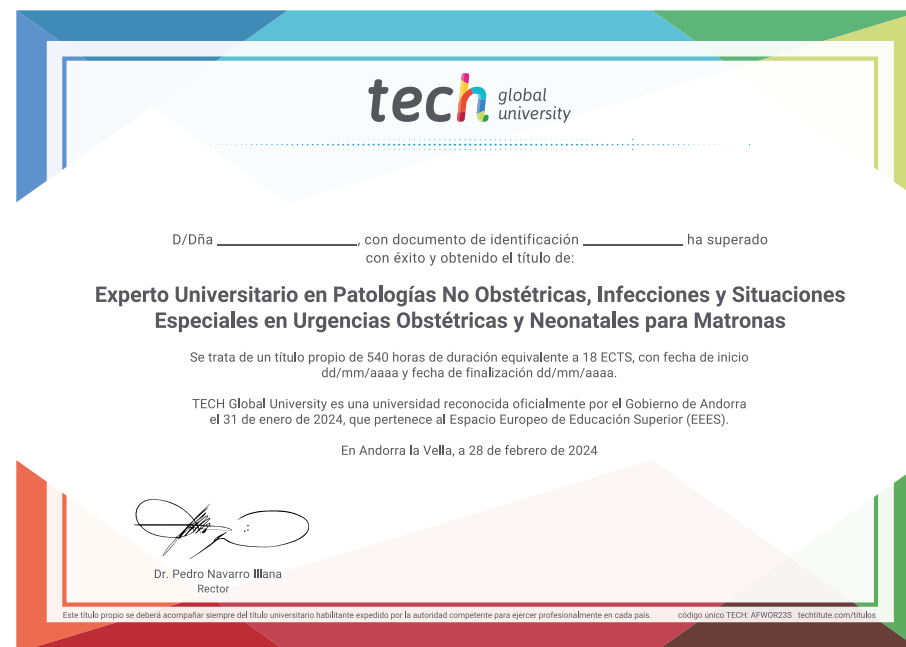 tech global university
D/Dña ____________________, con documento de identificación ______________ ha superado
con éxito y obtenido el título de:
Experto Universitario en Patologías No Obstétricas, Infecciones y Situaciones
Especiales en Urgencias Obstétricas y Neonatales para Matronas
Se trata de un título propio de 540 horas de duración equivalente a 18 ECTS, con fecha de inicio
dd/mm/aaaa y fecha de finalización dd/mm/aaaa.
TECH Global University es una universidad reconocida oficialmente por el Gobierno de Andorra
el 31 de enero de 2024, que pertenece al Espacio Europeo de Educación Superior (EEES).
En Andorra la Vella, a 28 de febrero de 2024
Dr. Pedro Navarro Illana
Rector
Este título propio se deberá acompañar siempre del título universitario habilitante expedido por la autoridad competente para ejercer profesionalmente en cada país. código único TECH: AFWOR23S techtitute.com/titulos